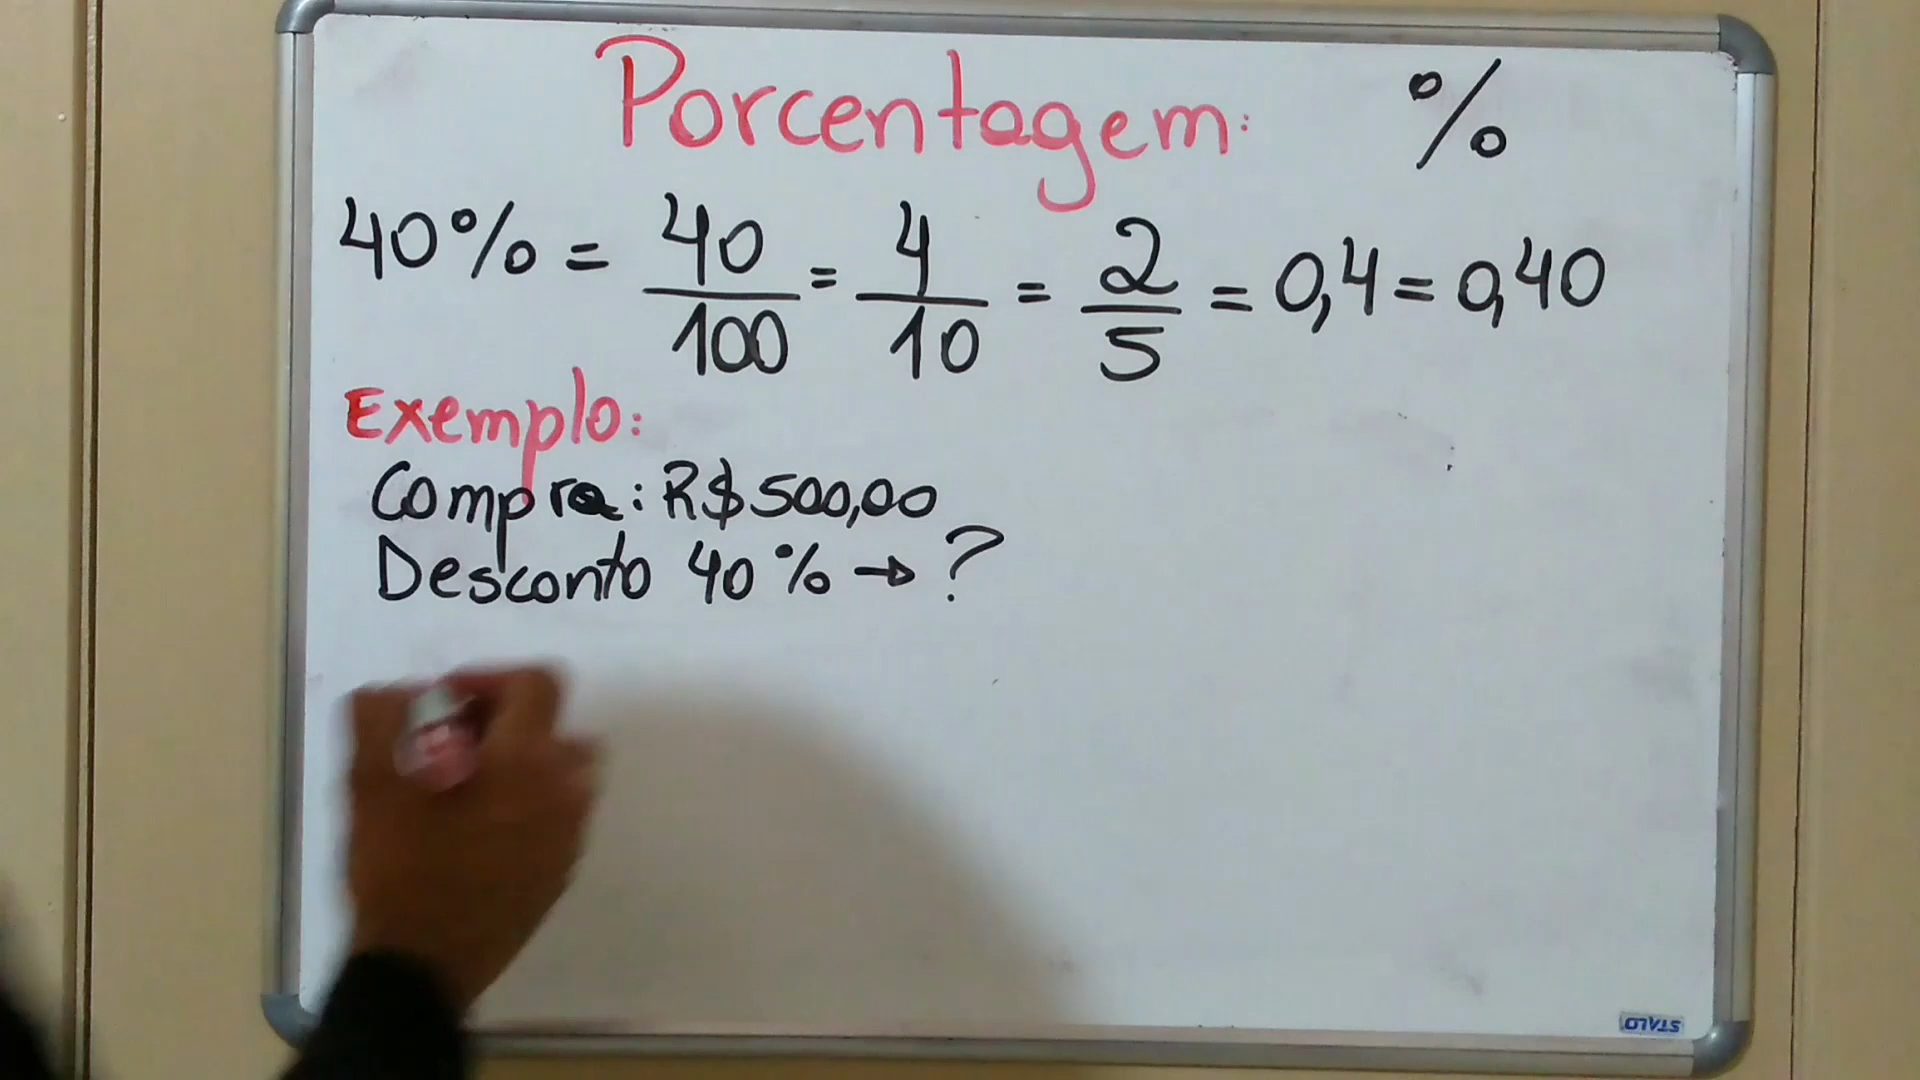 Porcentagem: %
40% = 40/100 = 4/10 = 2/5 = 0,4 = 0,40
Exemplo:
Compra: R$500,00
Desconto 40% → ?
STALO